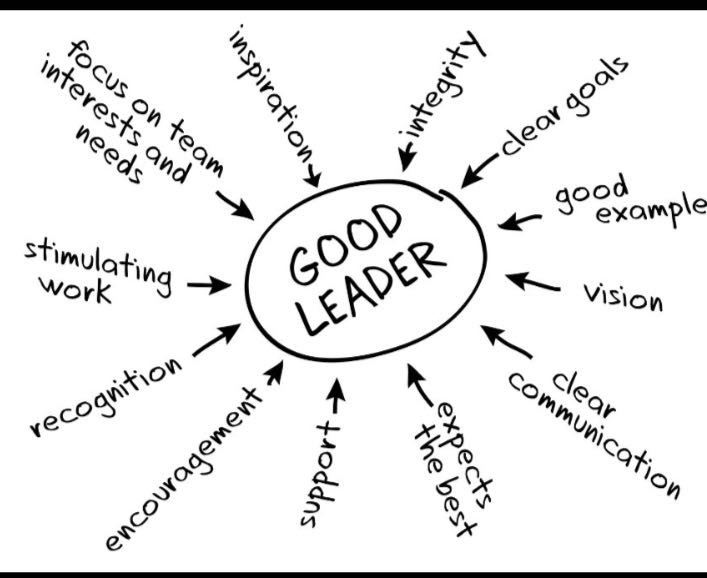 focus on team
interests and
needs
inspiration
integrity
clear goals
good
example
vision
clear
communication
expects
the best
support
encouragement
recognition
stimulating
work
GOOD
LEADER